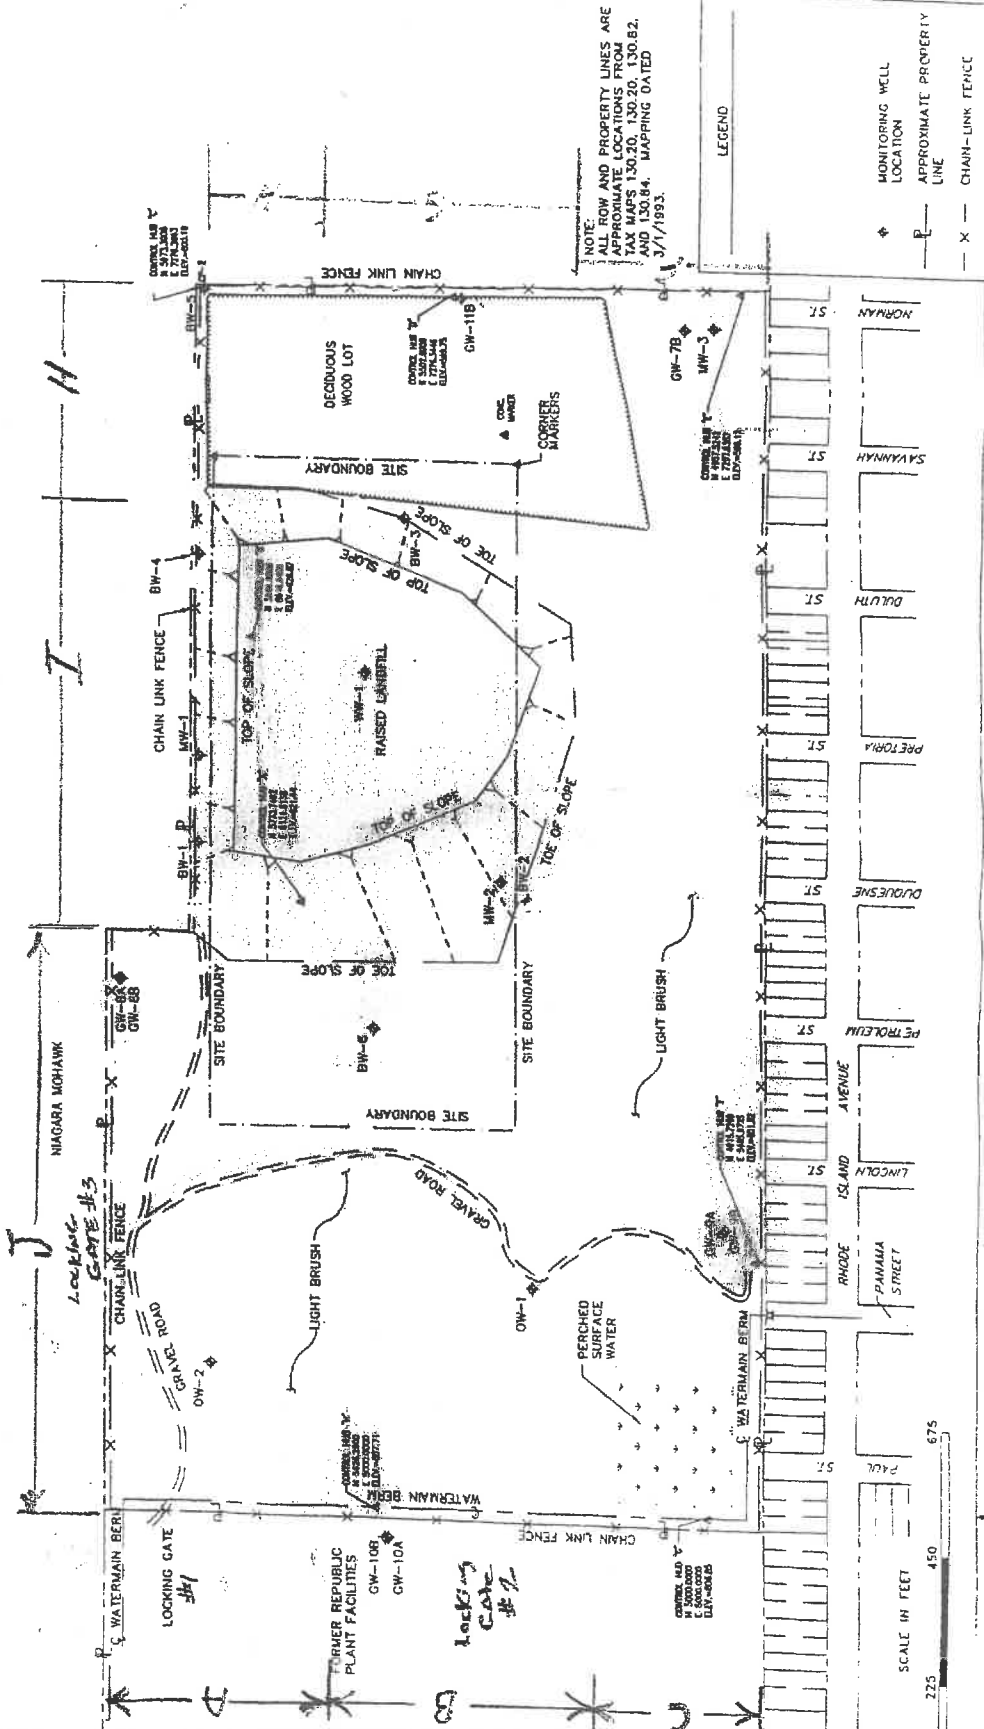 NIAGARA MOHAWK
J
I
H
LOCKING
GATE #3
CHAIN LINK FENCE
GRAVEL ROAD
OW-2
GW-8A
GW-8B
BW-1
MW-1
CHAIN LINK FENCE
BW-4
BW-5
CHAIN LINK FENCE
DECIDUOUS
WOOD LOT
GW-11B
CONC.
MARKER
CORNER
MARKERS
SITE BOUNDARY
TOP OF SLOPE
TOP OF SLOPE
TOE OF SLOPE
BW-3
WW-1
RAISED LANDFILL
TOP OF SLOPE
TOE OF SLOPE
MW-2
BW-2
TOE OF SLOPE
SITE BOUNDARY
SITE BOUNDARY
SITE BOUNDARY
BW-6
LIGHT BRUSH
LIGHT BRUSH
GRAVEL ROAD
OW-1
PERCHED
SURFACE
WATER
℄ WATERMAIN BERM
℄ WATERMAIN BERM
WATERMAIN BERM
CHAIN LINK FENCE
LOCKING GATE
#1
FORMER REPUBLIC
PLANT FACILITIES
GW-10B
GW-10A
Locking
Gate
#2
A
B
C
GW-9A
GW-7B
MW-3
NOTE:
ALL ROW AND PROPERTY LINES ARE
APPROXIMATE LOCATIONS FROM
TAX MAPS 130.20, 130.20, 130.82,
AND 130.84. MAPPING DATED
3/1/1993.
LEGEND
MONITORING WELL
LOCATION
APPROXIMATE PROPERTY
LINE
CHAIN-LINK FENCE
PAUL ST.
PANAMA
STREET
LINCOLN ST.
PETROLEUM ST.
DUQUESNE ST.
PRETORIA ST.
DULUTH ST.
SAVANNAH ST.
NORMAN ST.
RHODE ISLAND AVENUE
SCALE IN FEET
225 450 675